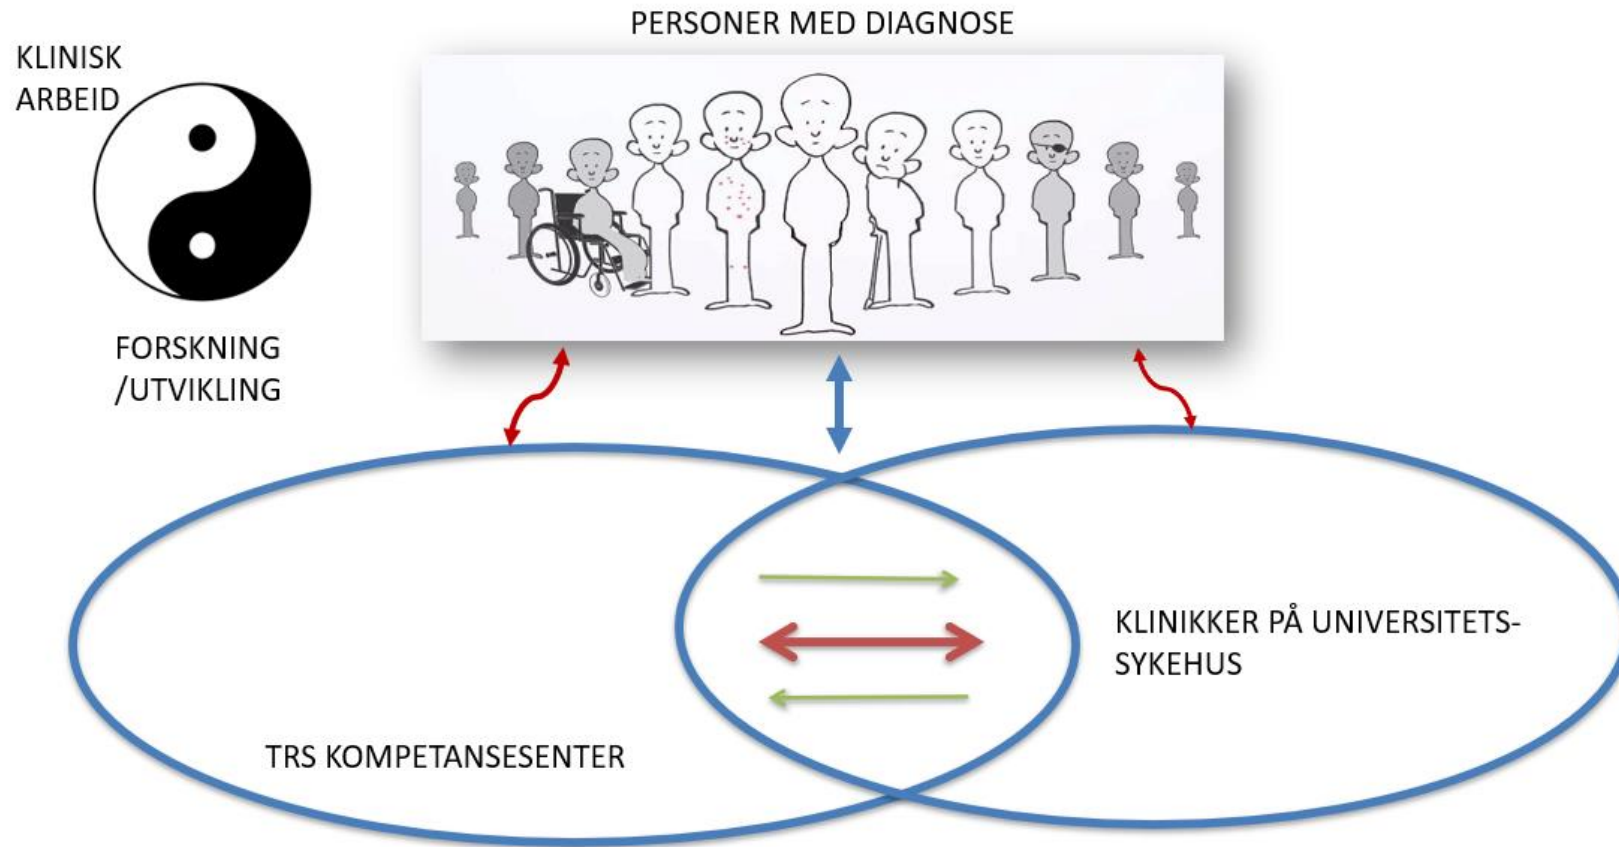 PERSONER MED DIAGNOSE
KLINISK
ARBEID
FORSKNING
/UTVIKLING
KLINIKKER PÅ UNIVERSITETS-
SYKEHUS
TRS KOMPETANSESENTER